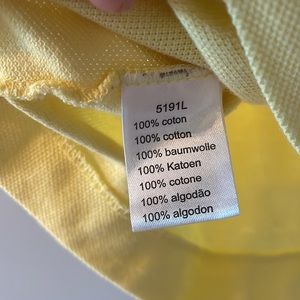 5191L
100% coton
100% cotton
100% baumwolle
100% Katoen
100% cotone
100% algodão
100% algodon